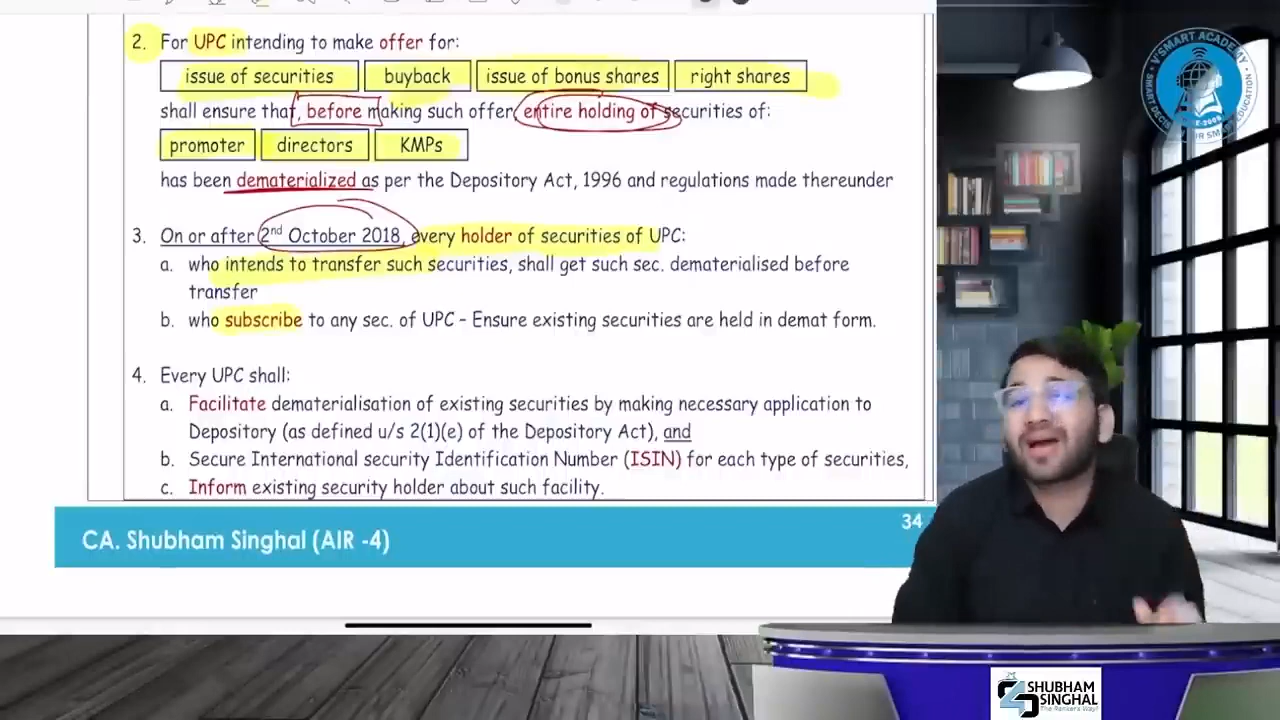 2. For UPC intending to make offer for:
issue of securities buyback issue of bonus shares right shares
shall ensure that, before making such offer, entire holding of securities of:
promoter directors KMPs
has been dematerialized as per the Depository Act, 1996 and regulations made thereunder
3. On or after 2nd October 2018, every holder of securities of UPC:
a. who intends to transfer such securities, shall get such sec. dematerialised before
transfer
b. who subscribe to any sec. of UPC – Ensure existing securities are held in demat form.
4. Every UPC shall:
a. Facilitate dematerialisation of existing securities by making necessary application to
Depository (as defined u/s 2(1)(e) of the Depository Act), and
b. Secure International security Identification Number (ISIN) for each type of securities,
c. Inform existing security holder about such facility.
34
CA. Shubham Singhal (AIR -4)
V'SMART ACADEMY
SHUBHAM
SINGHAL
The Rankers Way!